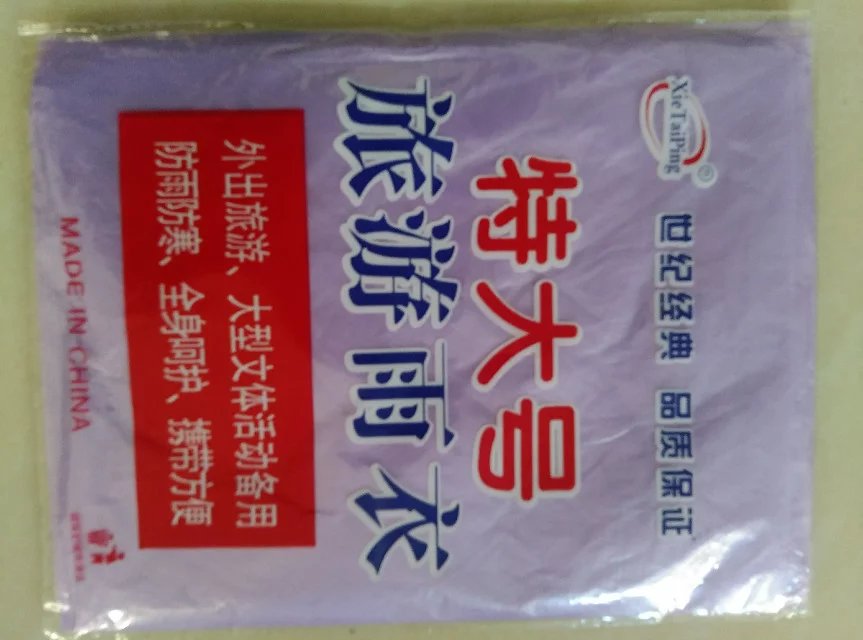 XieTaiPing®
世纪经典 品质保证
特大号
旅游雨衣
外出旅游、大型文体活动备用
防雨防寒、全身呵护、携带方便
MADE IN CHINA